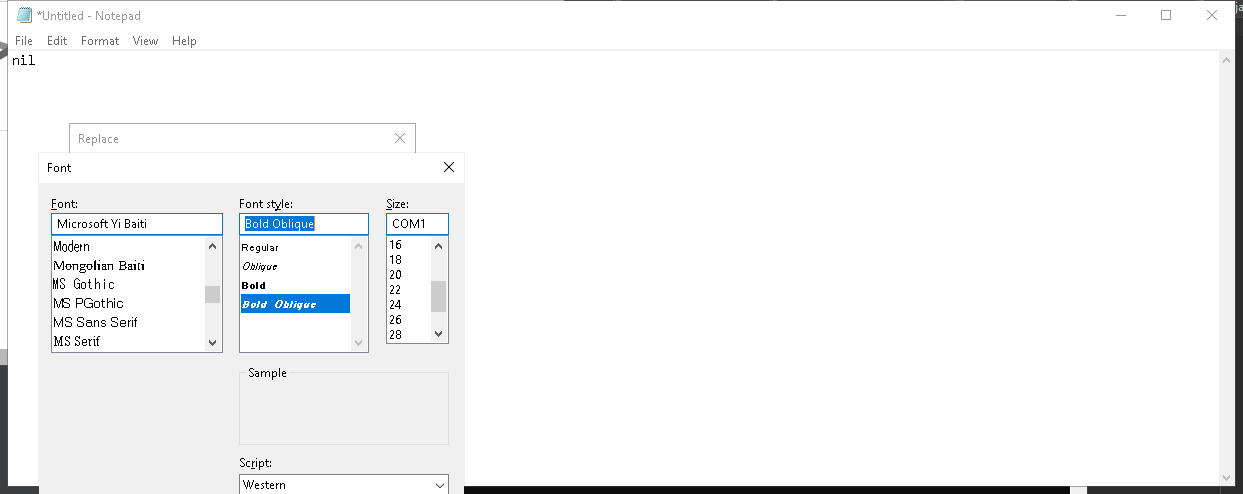 *Untitled - Notepad
File Edit Format View Help
nil
Replace
Font
Font: Font style: Size:
Microsoft Yi Baiti Bold Oblique COM1
Modern Regular 16
Mongolian Baiti Oblique 18
MS Gothic Bold 20
MS PGothic Bold Oblique 22
MS Sans Serif 24
MS Serif 26
28
Sample
Script:
Western